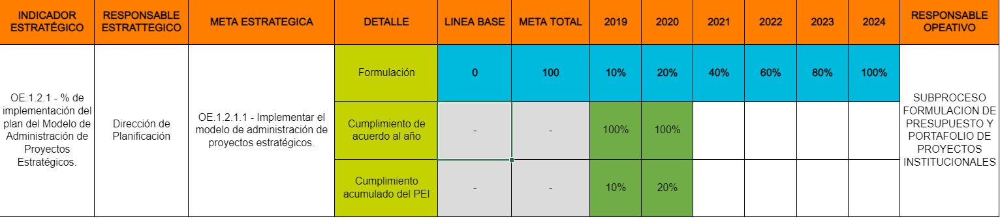 INDICADOR
ESTRATÉGICO
RESPONSABLE
ESTRATTEGICO
META ESTRATEGICA
DETALLE
LINEA BASE
META TOTAL
2019
2020
2021
2022
2023
2024
RESPONSABLE
OPEATIVO
OE.1.2.1 - % de
implementación del
plan del Modelo de
Administración de
Proyectos
Estratégicos.
Dirección de
Planificación
OE.1.2.1.1 - Implementar el
modelo de administración de
proyectos estratégicos.
Formulación
0
100
10%
20%
40%
60%
80%
100%
Cumplimiento de
acuerdo al año
-
-
100%
100%
Cumplimiento
acumulado del PEI
-
-
10%
20%
SUBPROCESO
FORMULACION DE
PRESUPUESTO Y
PORTAFOLIO DE
PROYECTOS
INSTITUCIONALES